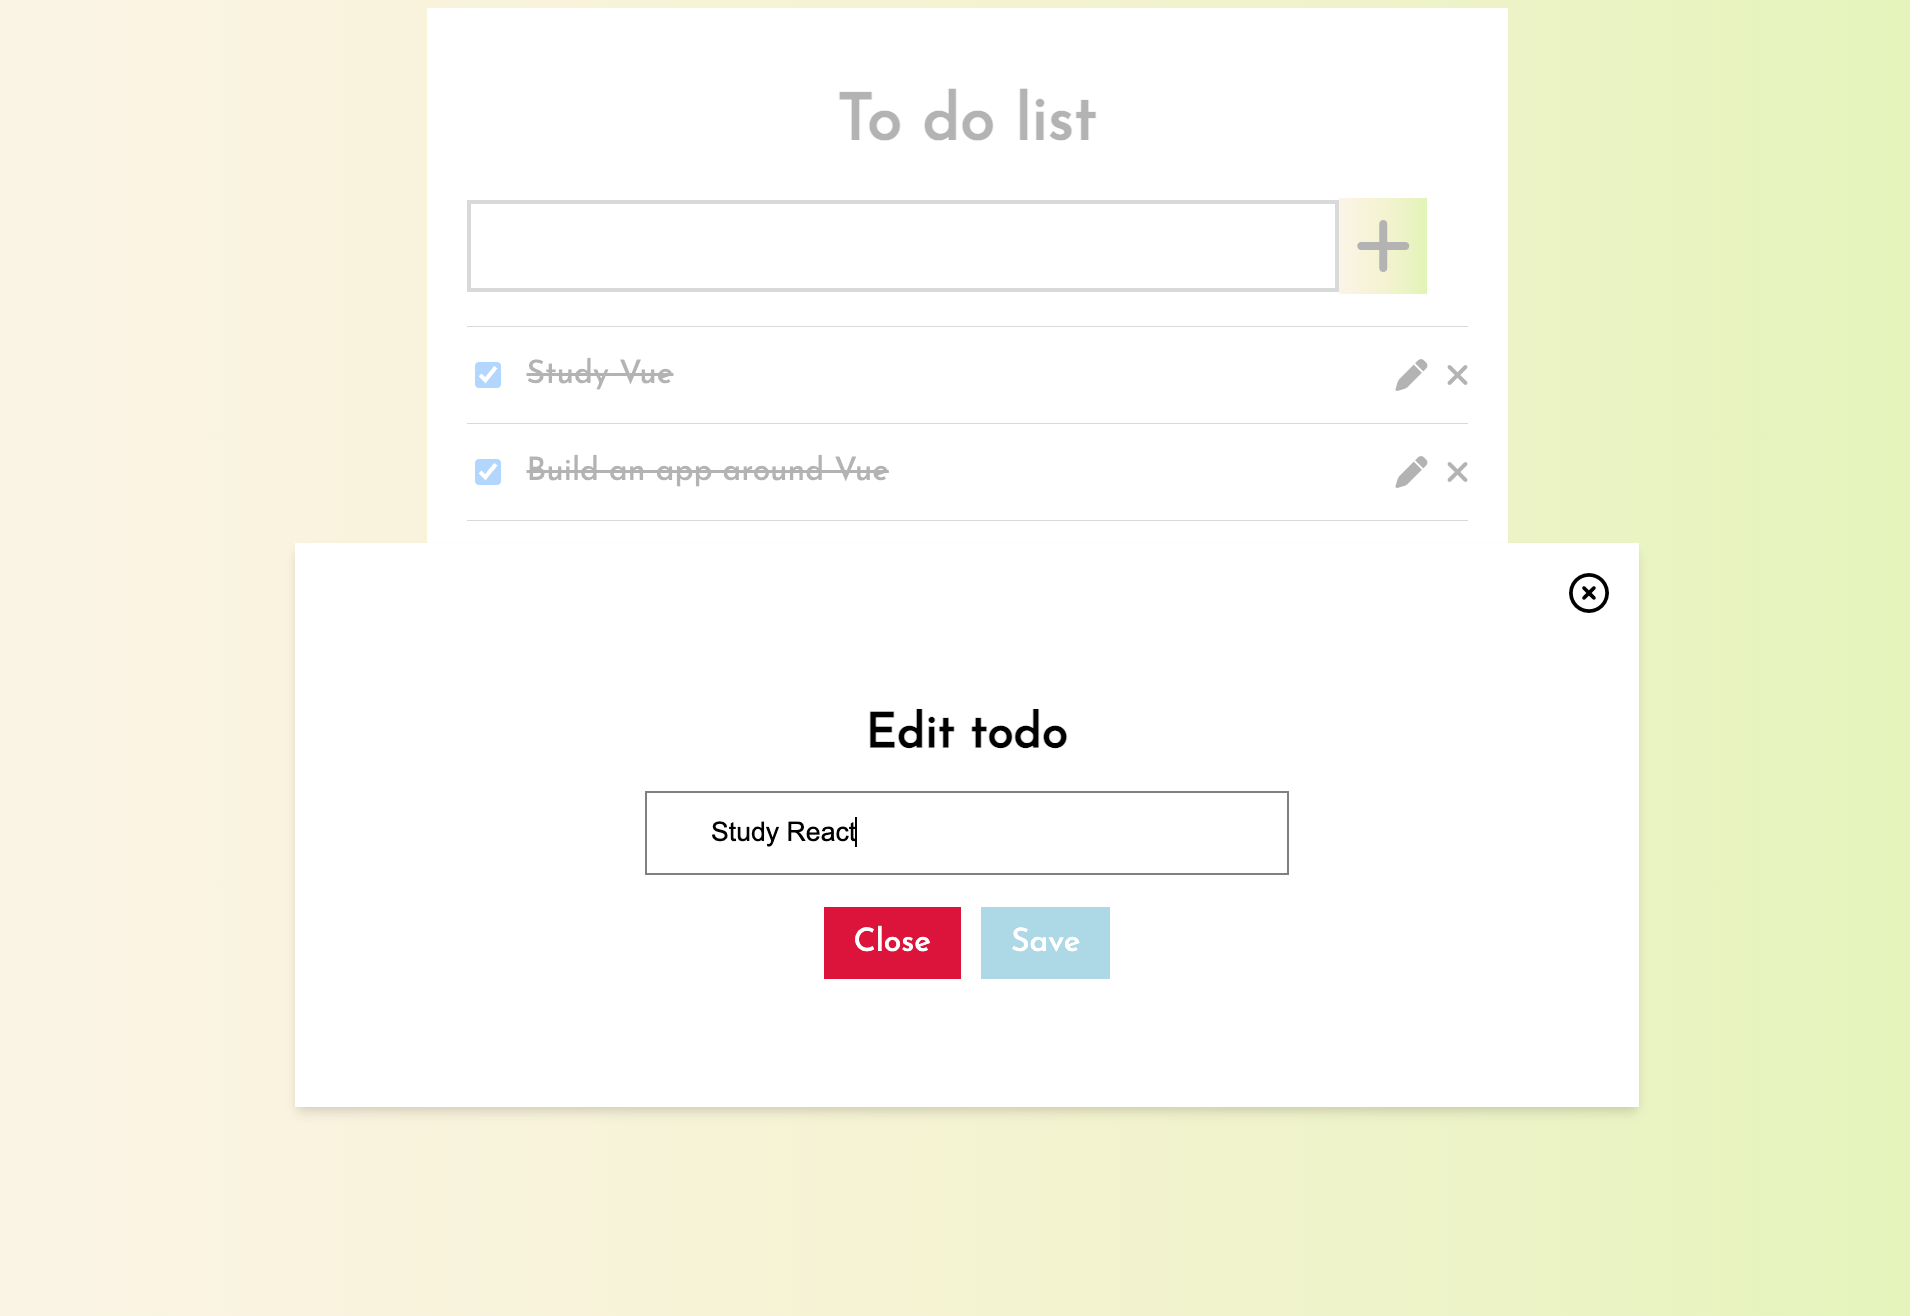 To do list
Study Vue
Build an app around Vue
Edit todo
Study React
Close
Save